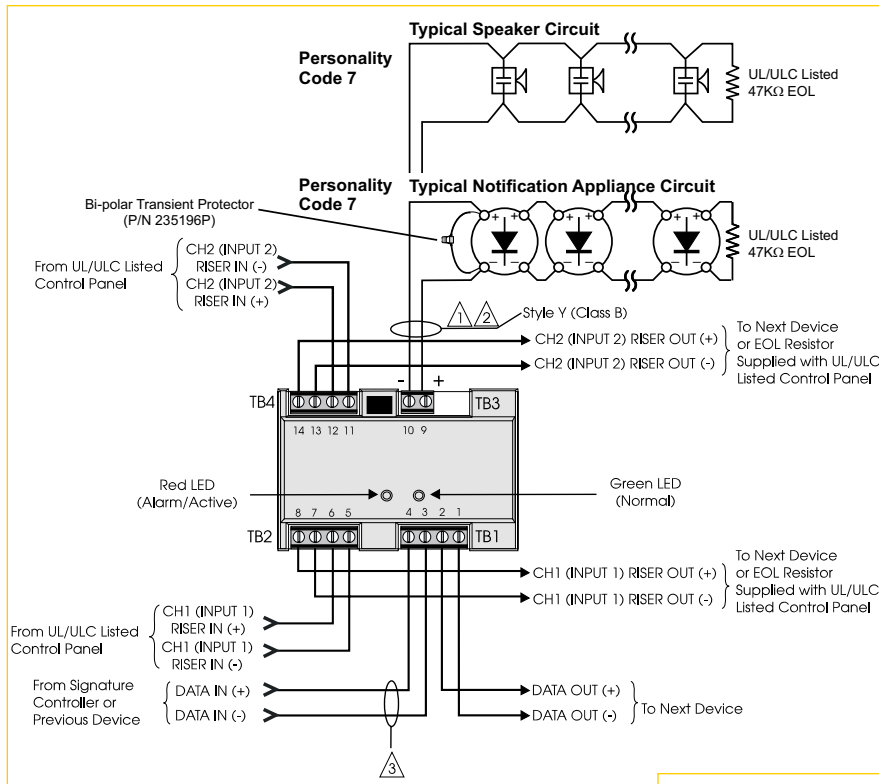 Typical Speaker Circuit
Personality
Code 7
UL/ULC Listed
47KΩ EOL
Personality
Code 7
Typical Notification Appliance Circuit
Bi-polar Transient Protector
(P/N 235196P)
+ +
+ +
+ +
– –
– –
– –
UL/ULC Listed
47KΩ EOL
From UL/ULC Listed
Control Panel
CH2 (INPUT 2)
RISER IN (-)
CH2 (INPUT 2)
RISER IN (+)
1
2
Style Y (Class B)
CH2 (INPUT 2) RISER OUT (+)
CH2 (INPUT 2) RISER OUT (-)
To Next Device
or EOL Resistor
Supplied with UL/ULC
Listed Control Panel
- +
TB4
TB3
14 13 12 11
10 9
Red LED
(Alarm/Active)
Green LED
(Normal)
8 7 6 5
4 3 2 1
TB2
TB1
CH1 (INPUT 1) RISER OUT (+)
CH1 (INPUT 1) RISER OUT (-)
To Next Device
or EOL Resistor
Supplied with UL/ULC
Listed Control Panel
From UL/ULC Listed
Control Panel
CH1 (INPUT 1)
RISER IN (+)
CH1 (INPUT 1)
RISER IN (-)
From Signature
Controller or
Previous Device
DATA IN (+)
DATA IN (-)
DATA OUT (+)
DATA OUT (-)
To Next Device
3